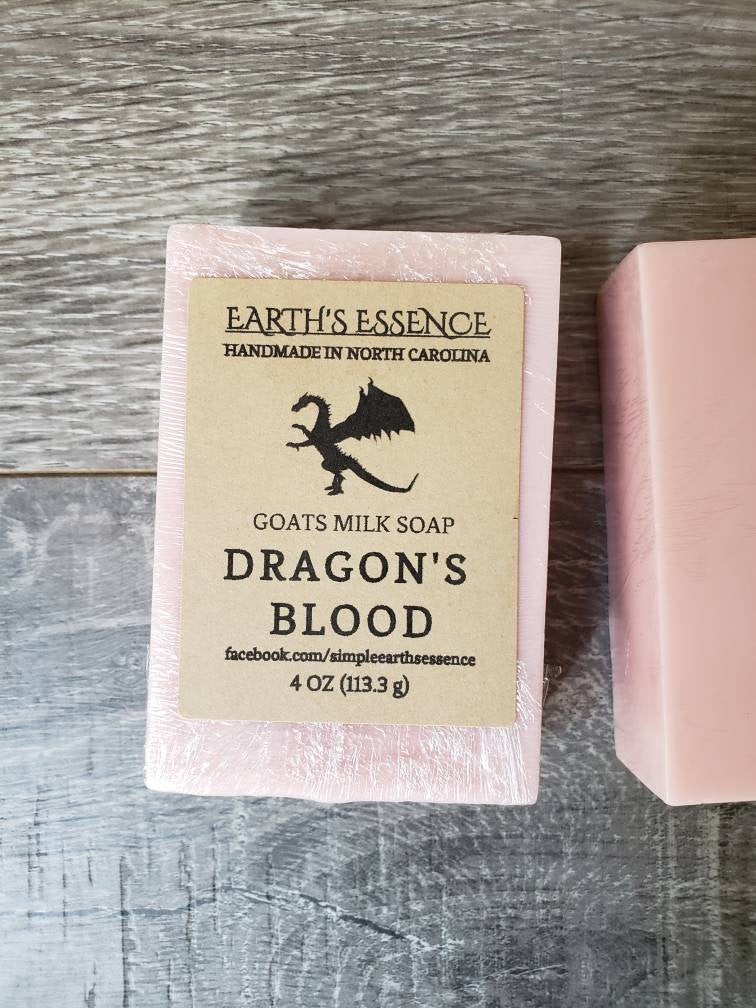 EARTH'S ESSENCE
HANDMADE IN NORTH CAROLINA
GOATS MILK SOAP
DRAGON'S
BLOOD
facebook.com/simpleearthsessence
4 OZ (113.3 g)